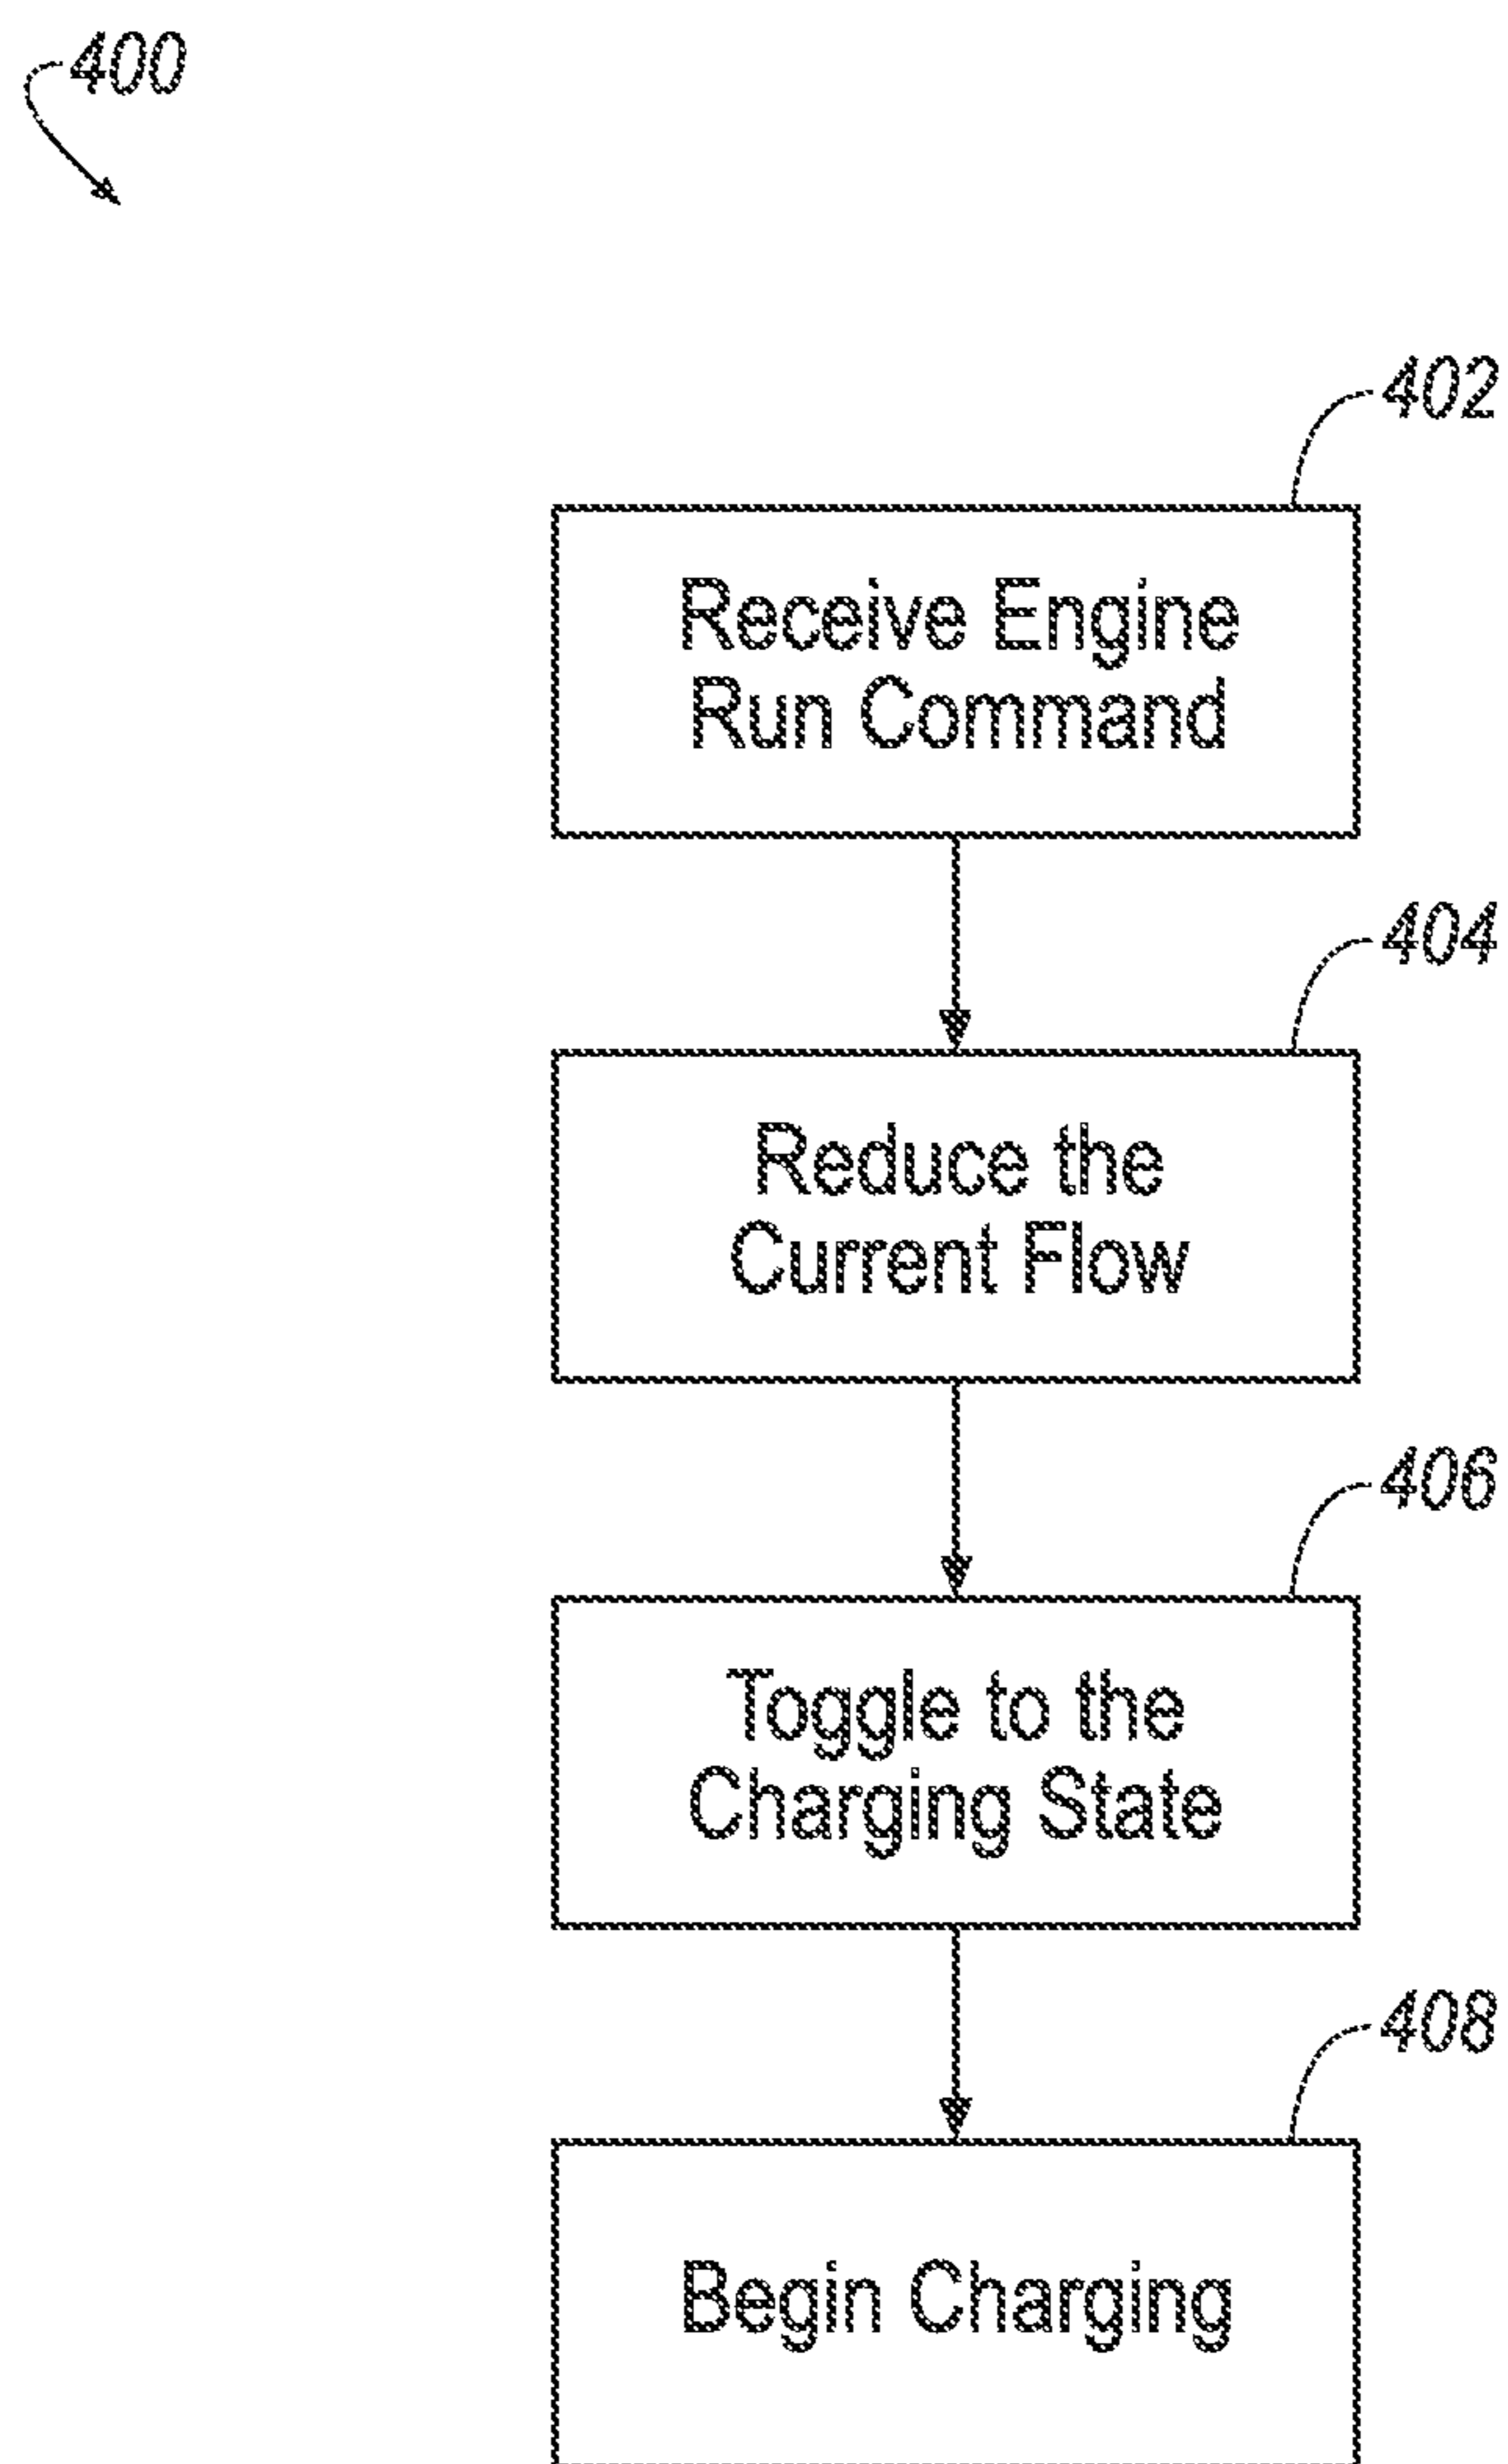 400
402
Receive Engine
Run Command
404
Reduce the
Current Flow
406
Toggle to the
Charging State
408
Begin Charging